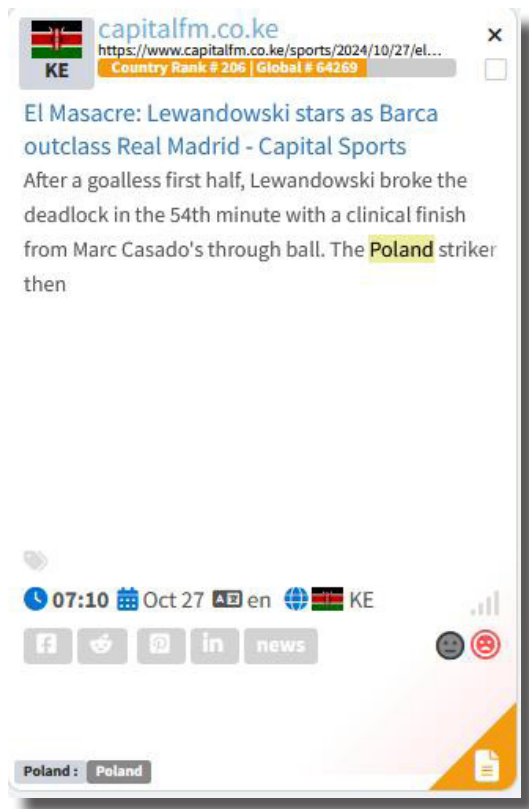 capitalfm.co.ke
https://www.capitalfm.co.ke/sports/2024/10/27/el...
KE
Country Rank # 206 | Global # 64269
El Masacre: Lewandowski stars as Barca
outclass Real Madrid - Capital Sports
After a goalless first half, Lewandowski broke the
deadlock in the 54th minute with a clinical finish
from Marc Casado's through ball. The Poland striker
then
07:10 Oct 27 en KE
in news
Poland : Poland